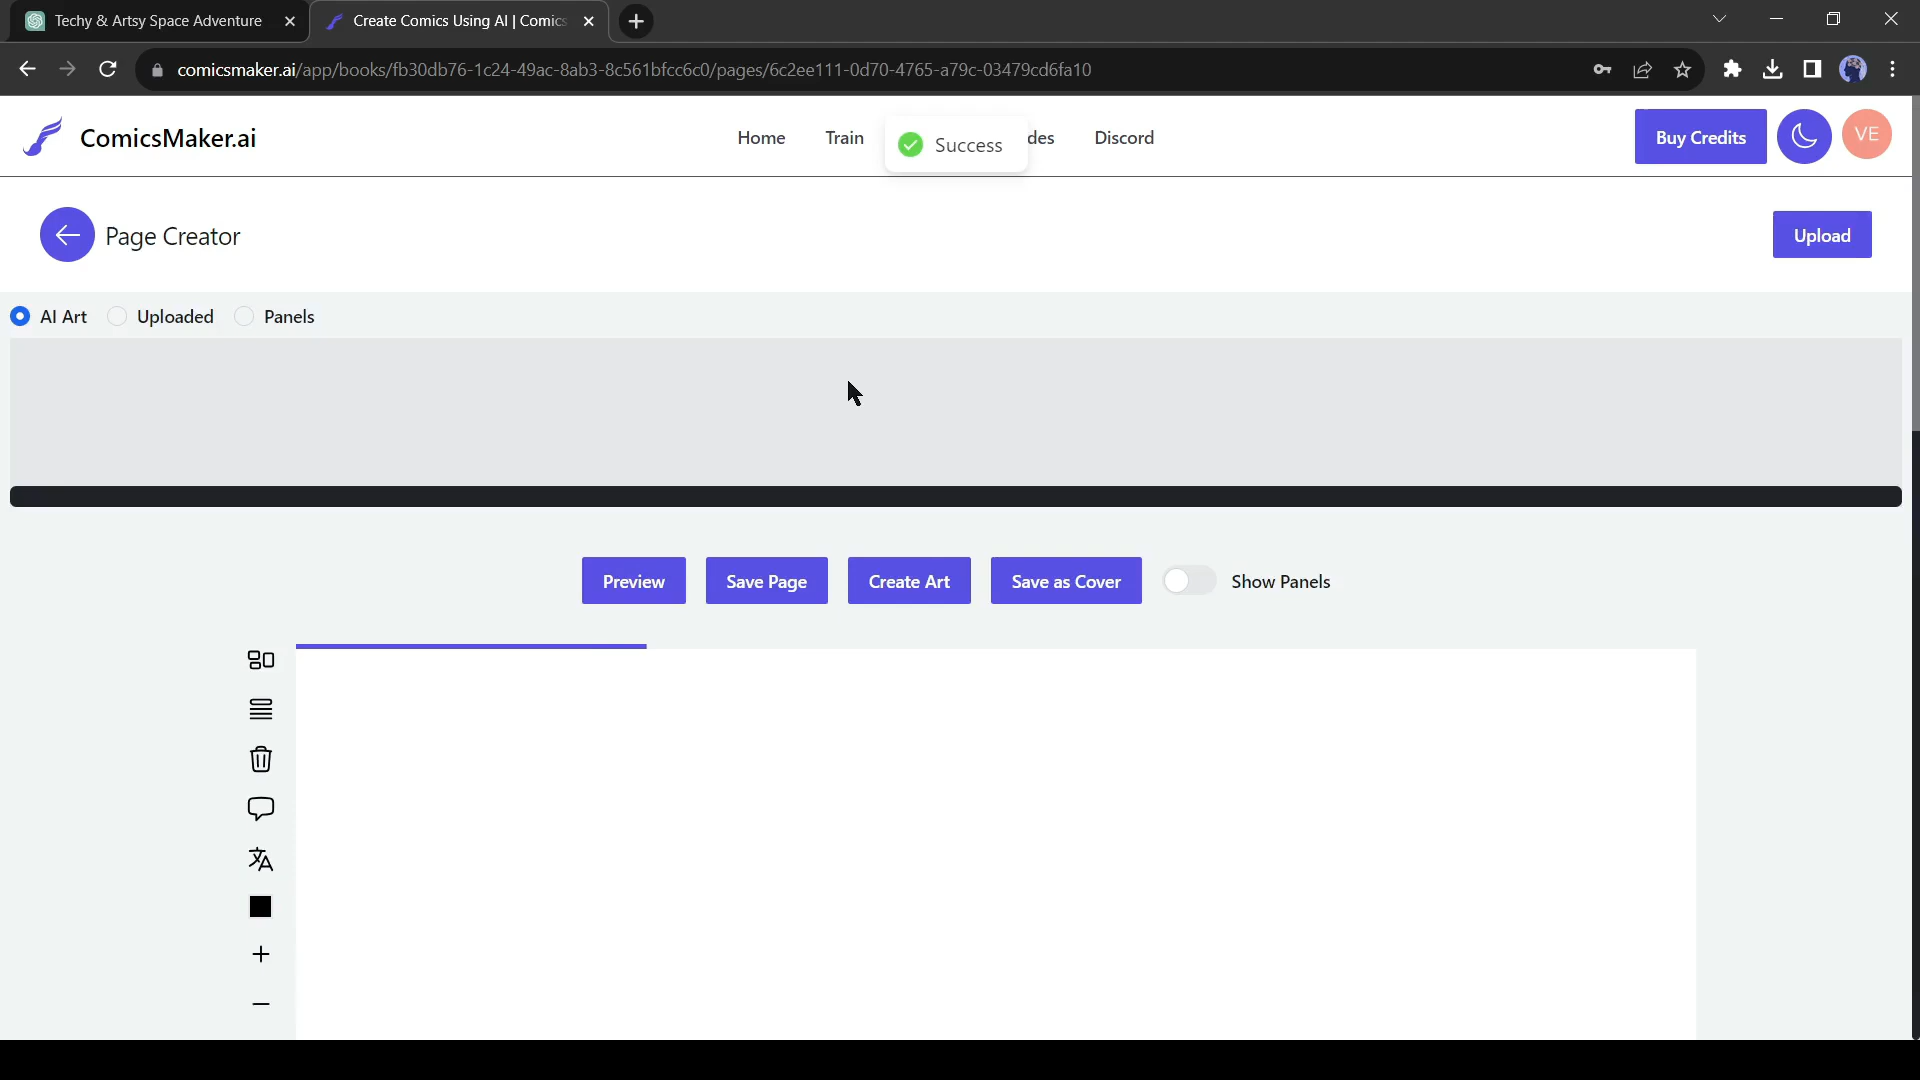 Techy & Artsy Space Adventure
Create Comics Using AI | Comics
comicsmaker.ai/app/books/fb30db76-1c24-49ac-8ab3-8c561bfcc6c0/pages/6c2ee111-0d70-4765-a79c-03479cd6fa10
ComicsMaker.ai
Home Train des Discord
Success
Buy Credits
VE
Page Creator
Upload
AI Art Uploaded Panels
Preview Save Page Create Art Save as Cover Show Panels